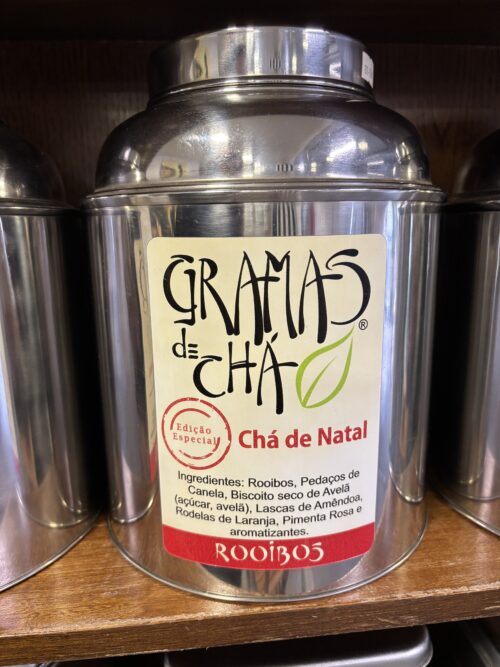 GRAMAS®
de CHÁ
Edição
Especial
Chá de Natal
Ingredientes: Rooibos, Pedaços de
Canela, Biscoito seco de Avelã
(açúcar, avelã), Lascas de Amêndoa,
Rodelas de Laranja, Pimenta Rosa e
aromatizantes.
ROOIBOS